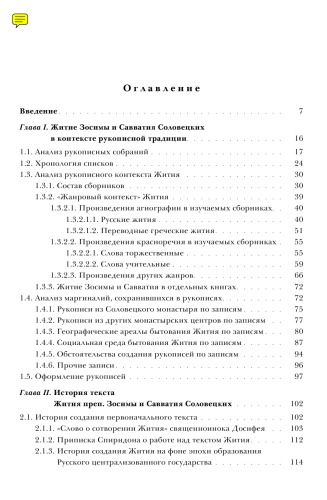 Оглавление
Введение 7
Глава I. Житие Зосимы и Савватия Соловецких
в контексте рукописной традиции 16
1.1. Анализ рукописных собраний 17
1.2. Хронология списков 24
1.3. Анализ рукописного контекста Жития 30
1.3.1. Состав сборников 30
1.3.2. «Жанровый контекст» Жития 39
1.3.2.1. Произведения агиографии в изучаемых сборниках 40
1.3.2.1.1. Русские жития 40
1.3.2.1.2. Переводные греческие жития 51
1.3.2.2. Произведения красноречия в изучаемых сборниках 55
1.3.2.2.1. Слова торжественные 55
1.3.2.2.2. Слова учительные 59
1.3.2.3. Произведения других жанров 66
1.3.3. Житие Зосимы и Савватия в отдельных книгах 72
1.4. Анализ маргиналий, сохранившихся в рукописях 72
1.4.1. Рукописи из Соловецкого монастыря по записям 75
1.4.2. Рукописи из других монастырских центров по записям 77
1.4.3. Географические ареалы бытования Жития по записям 80
1.4.4. Социальная среда бытования Жития по записям 87
1.4.5. Обстоятельства создания рукописей по записям 94
1.4.6. Прочие записи 96
1.5. Оформление рукописей 97
Глава II. История текста
Жития преп. Зосимы и Савватия Соловецких 102
2.1. История создания первоначального текста 102
2.1.1. «Слово о сотворении Жития» священноинока Досифея 103
2.1.2. Приписка Спиридона о работе над текстом Жития 112
2.1.3. История создания Жития на фоне эпохи образования
Русского централизованного государства 114